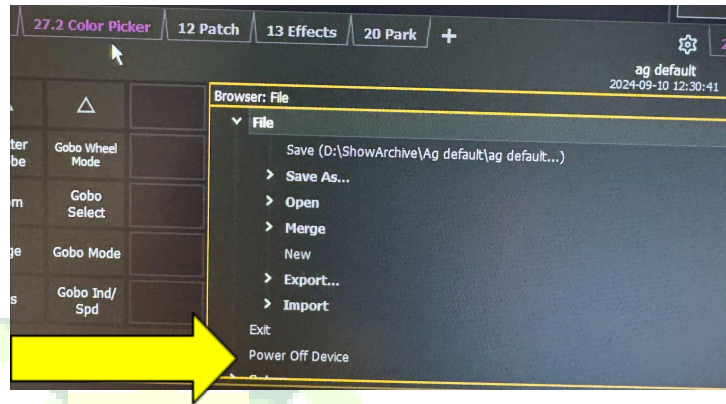 27.2 Color Picker
12 Patch
13 Effects
20 Park
ag default
2024-09-10 12:30:41
Browser: File
File
Save (D:\ShowArchive\Ag default\ag default...)
Save As...
Open
Merge
New
Export...
Import
Exit
Power Off Device
Gobo Wheel
Mode
Gobo
Select
Gobo Mode
Gobo Ind/
Spd